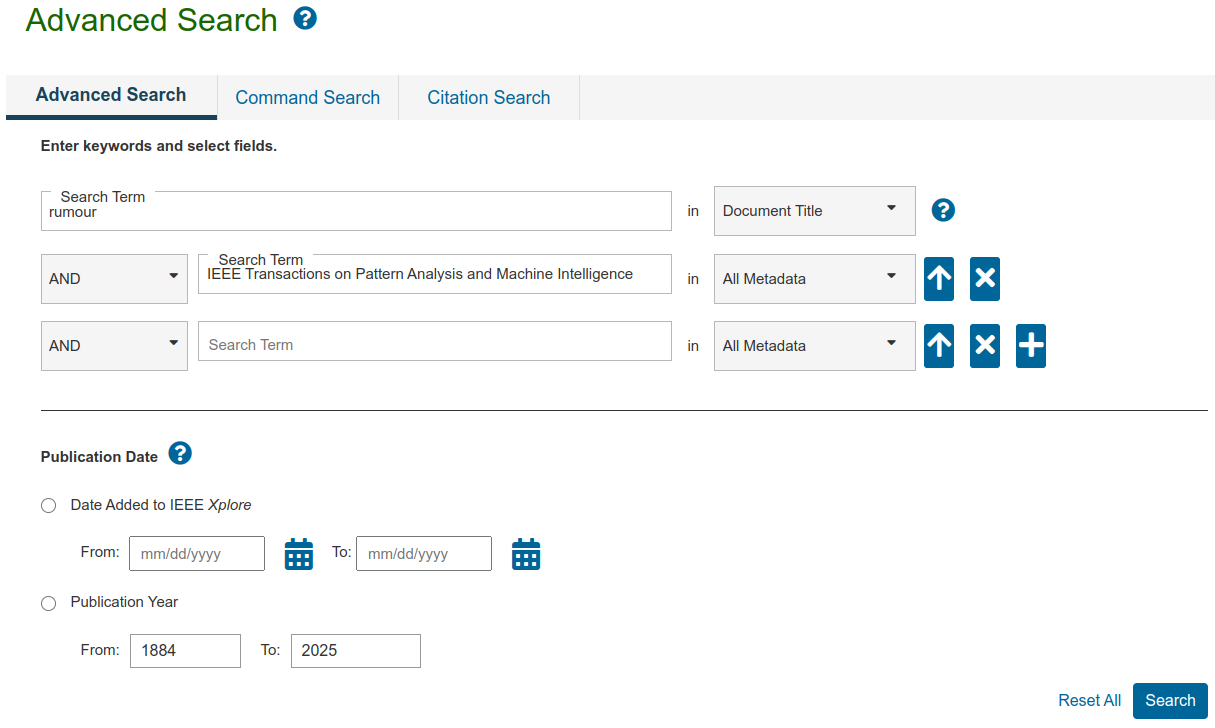 Advanced Search ?
Advanced Search Command Search Citation Search
Enter keywords and select fields.
Search Term
rumour in Document Title ?
Search Term
AND IEEE Transactions on Pattern Analysis and Machine Intelligence in All Metadata
AND Search Term in All Metadata
Publication Date ?
Date Added to IEEE Xplore
From: mm/dd/yyyy To: mm/dd/yyyy
Publication Year
From: 1884 To: 2025
Reset All Search